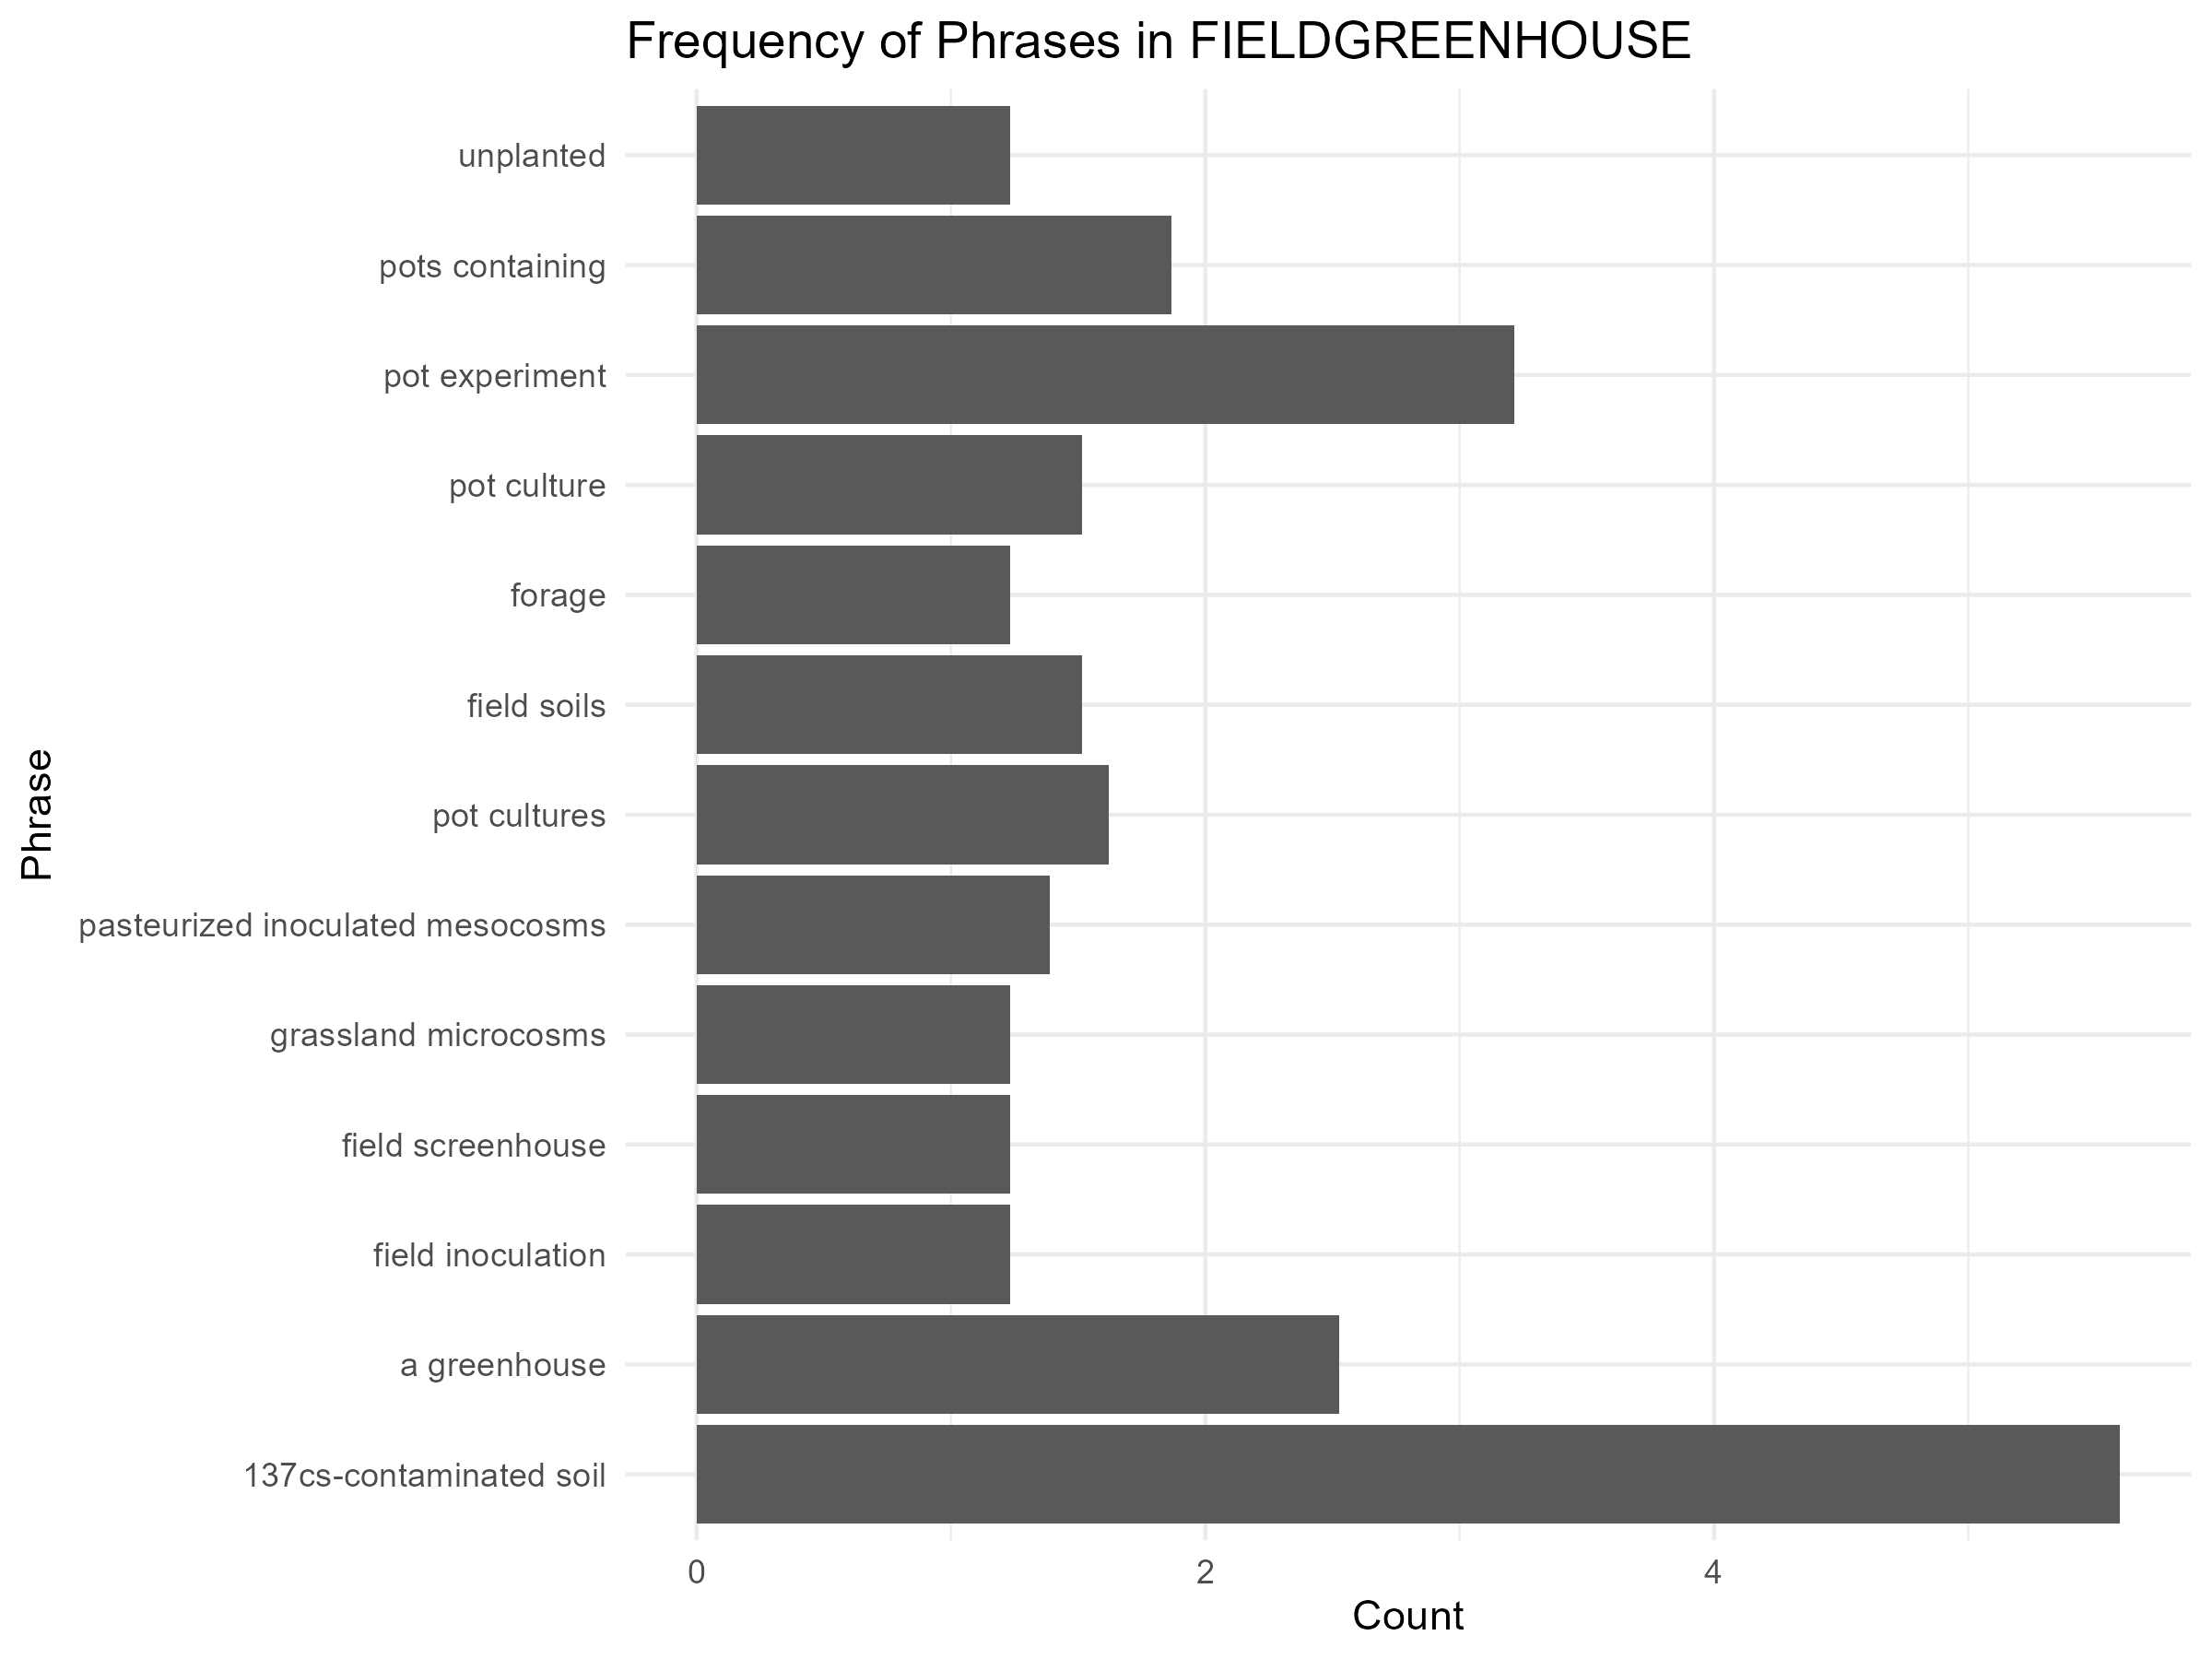 Frequency of Phrases in FIELDGREENHOUSE
unplanted
pots containing
pot experiment
pot culture
forage
field soils
pot cultures
pasteurized inoculated mesocosms
grassland microcosms
field screenhouse
field inoculation
a greenhouse
137cs-contaminated soil
Phrase
0 2 4
Count